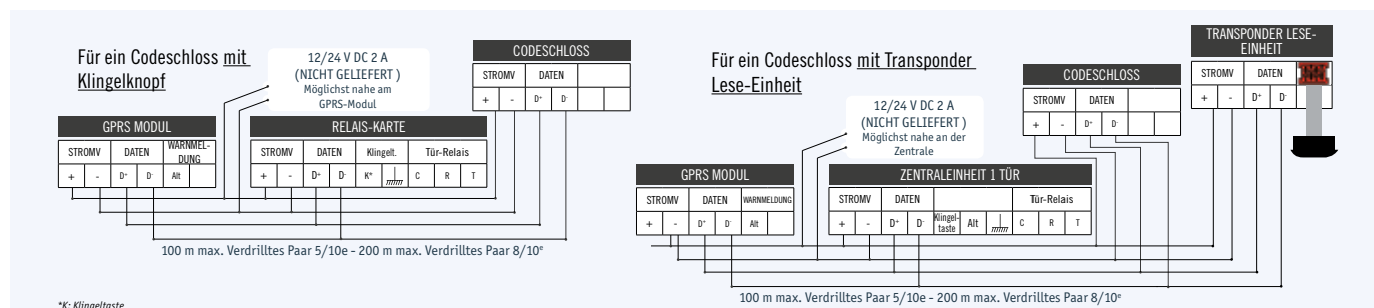 Für ein Codeschloss mit
Klingelknopf
12/24 V DC 2 A
(NICHT GELIEFERT )
Möglichst nahe am
GPRS-Modul
CODESCHLOSS
STROMV DATEN
+ - D+ D-
GPRS MODUL
STROMV DATEN WARNMEL-
DUNG
+ - D+ D- Alt
RELAIS-KARTE
STROMV DATEN Klingelt. Tür-Relais
+ - D+ D- K* C R T
100 m max. Verdrilltes Paar 5/10e - 200 m max. Verdrilltes Paar 8/10e
*K: Klingeltaste
Für ein Codeschloss mit Transponder
Lese-Einheit
12/24 V DC 2 A
(NICHT GELIEFERT )
Möglichst nahe an der
Zentrale
CODESCHLOSS
STROMV DATEN
+ - D+ D-
TRANSPONDER LESE-
EINHEIT
STROMV DATEN
+ - D+ D-
GPRS MODUL
STROMV DATEN WARNMELDUNG
+ - D+ D- Alt
ZENTRALEINHEIT 1 TÜR
STROMV DATEN Tür-Relais
+ - D+ D- Klingel-
taste Alt C R T
100 m max. Verdrilltes Paar 5/10e - 200 m max. Verdrilltes Paar 8/10e